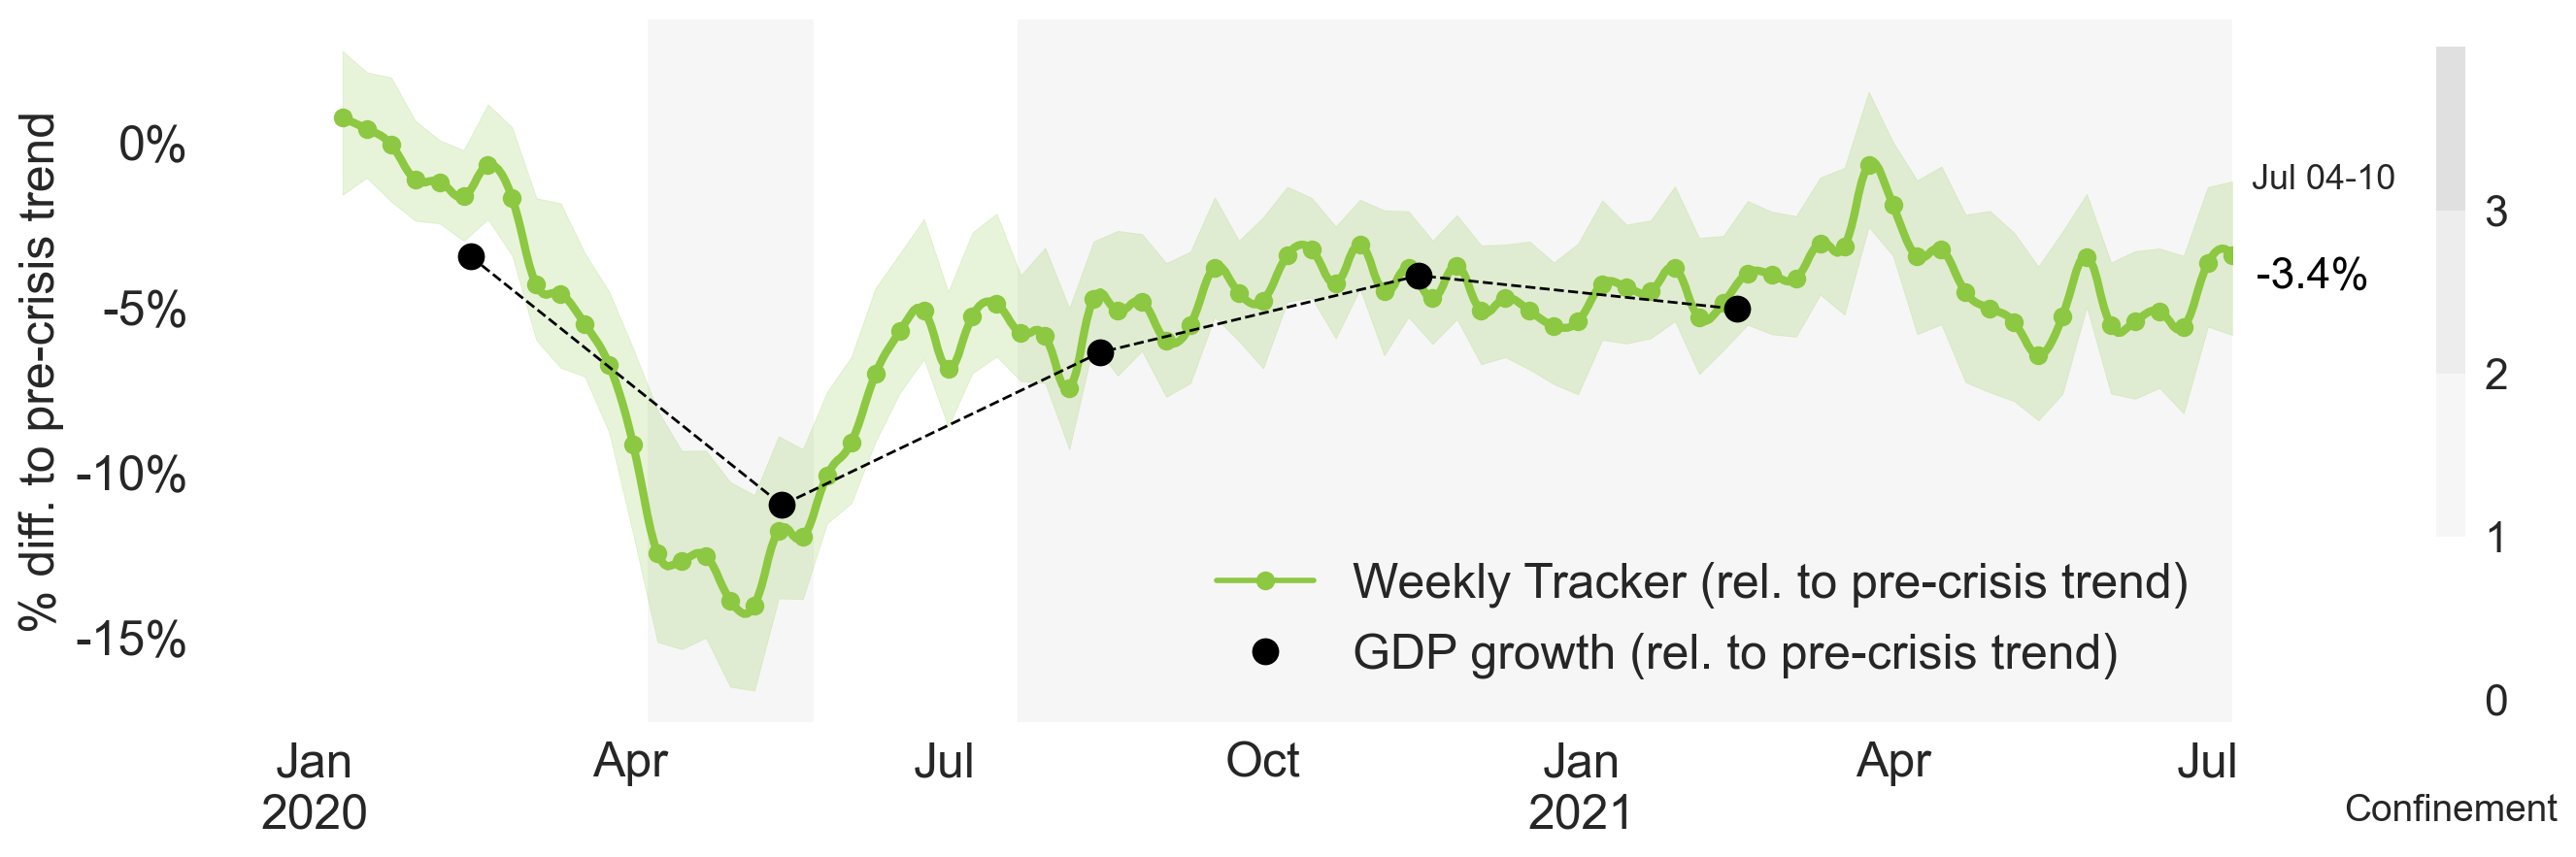 % diff. to pre-crisis trend
0%
-5%
-10%
-15%
Jan
2020
Apr
Jul
Oct
Jan
2021
Apr
Jul
Weekly Tracker (rel. to pre-crisis trend)
GDP growth (rel. to pre-crisis trend)
Jul 04-10
-3.4%
3
2
1
0
Confinement